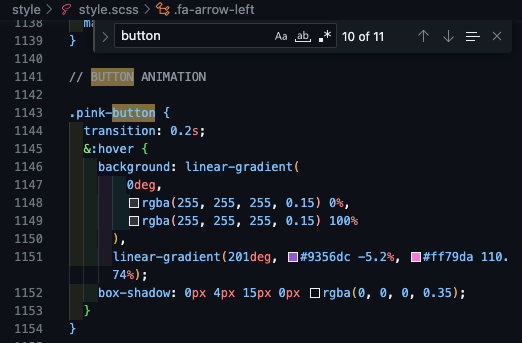 style > style.scss > .fa-arrow-left
1138
button Aa ab .* 10 of 11
1139 }
1140
1141 // BUTTON ANIMATION
1142
1143 .pink-button {
1144 transition: 0.2s;
1145 &:hover {
1146 background: linear-gradient(
1147 0deg,
1148 rgba(255, 255, 255, 0.15) 0%,
1149 rgba(255, 255, 255, 0.15) 100%
1150 ),
1151 linear-gradient(201deg, #9356dc -5.2%, #ff79da 110.
74%);
1152 box-shadow: 0px 4px 15px 0px rgba(0, 0, 0, 0.35);
1153 }
1154 }